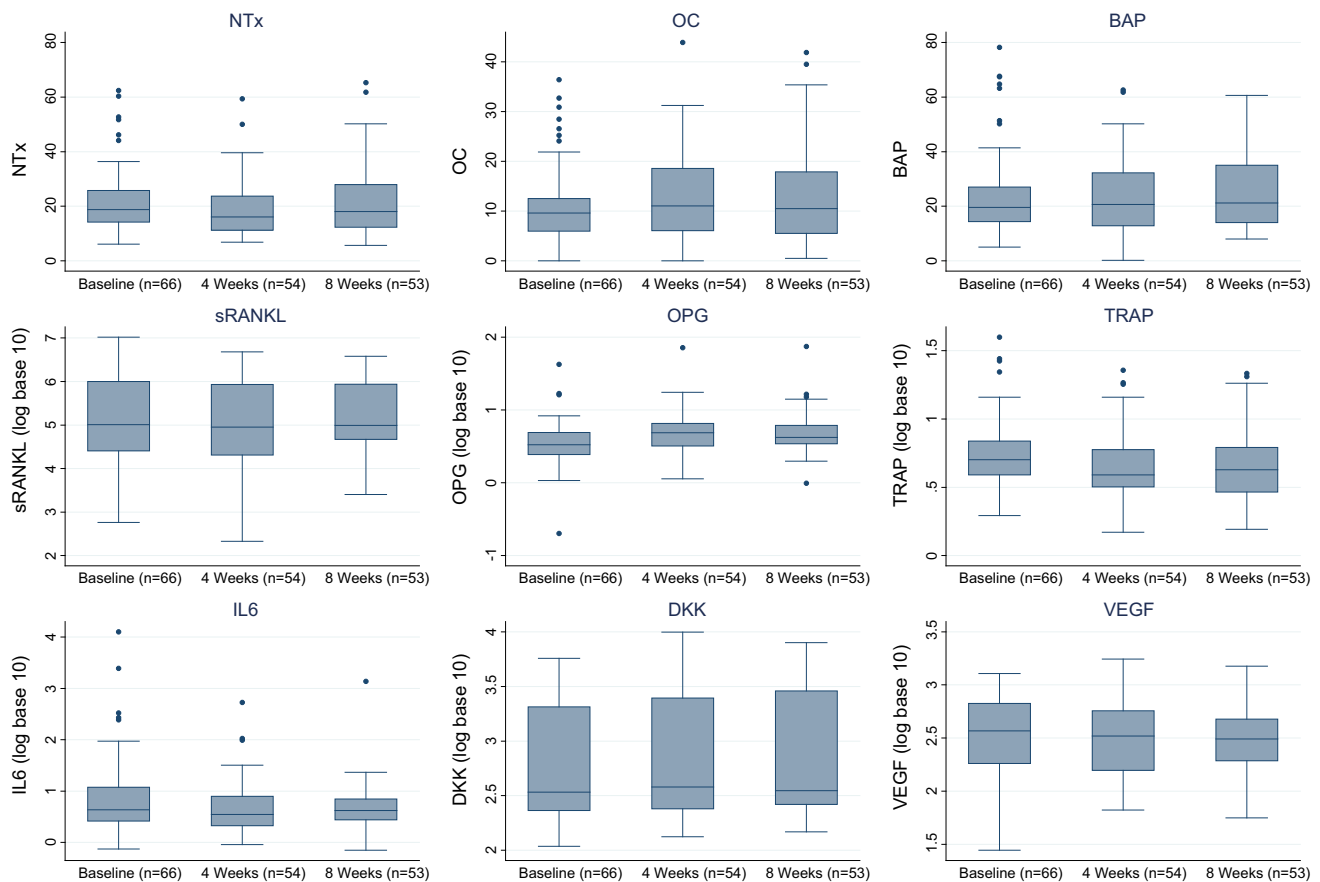 NTx
NTx
80
60
40
20
0
Baseline (n=66) 4 Weeks (n=54) 8 Weeks (n=53)
OC
OC
40
30
20
10
0
Baseline (n=66) 4 Weeks (n=54) 8 Weeks (n=53)
BAP
BAP
80
60
40
20
0
Baseline (n=66) 4 Weeks (n=54) 8 Weeks (n=53)
sRANKL
sRANKL (log base 10)
7
6
5
4
3
2
Baseline (n=66) 4 Weeks (n=54) 8 Weeks (n=53)
OPG
OPG (log base 10)
2
1
0
-1
Baseline (n=66) 4 Weeks (n=54) 8 Weeks (n=53)
TRAP
TRAP (log base 10)
1.5
1
.5
0
Baseline (n=66) 4 Weeks (n=54) 8 Weeks (n=53)
IL6
IL6 (log base 10)
4
3
2
1
0
Baseline (n=66) 4 Weeks (n=54) 8 Weeks (n=53)
DKK
DKK (log base 10)
4
3.5
3
2.5
2
Baseline (n=66) 4 Weeks (n=54) 8 Weeks (n=53)
VEGF
VEGF (log base 10)
3.5
3
2.5
2
1.5
Baseline (n=66) 4 Weeks (n=54) 8 Weeks (n=53)